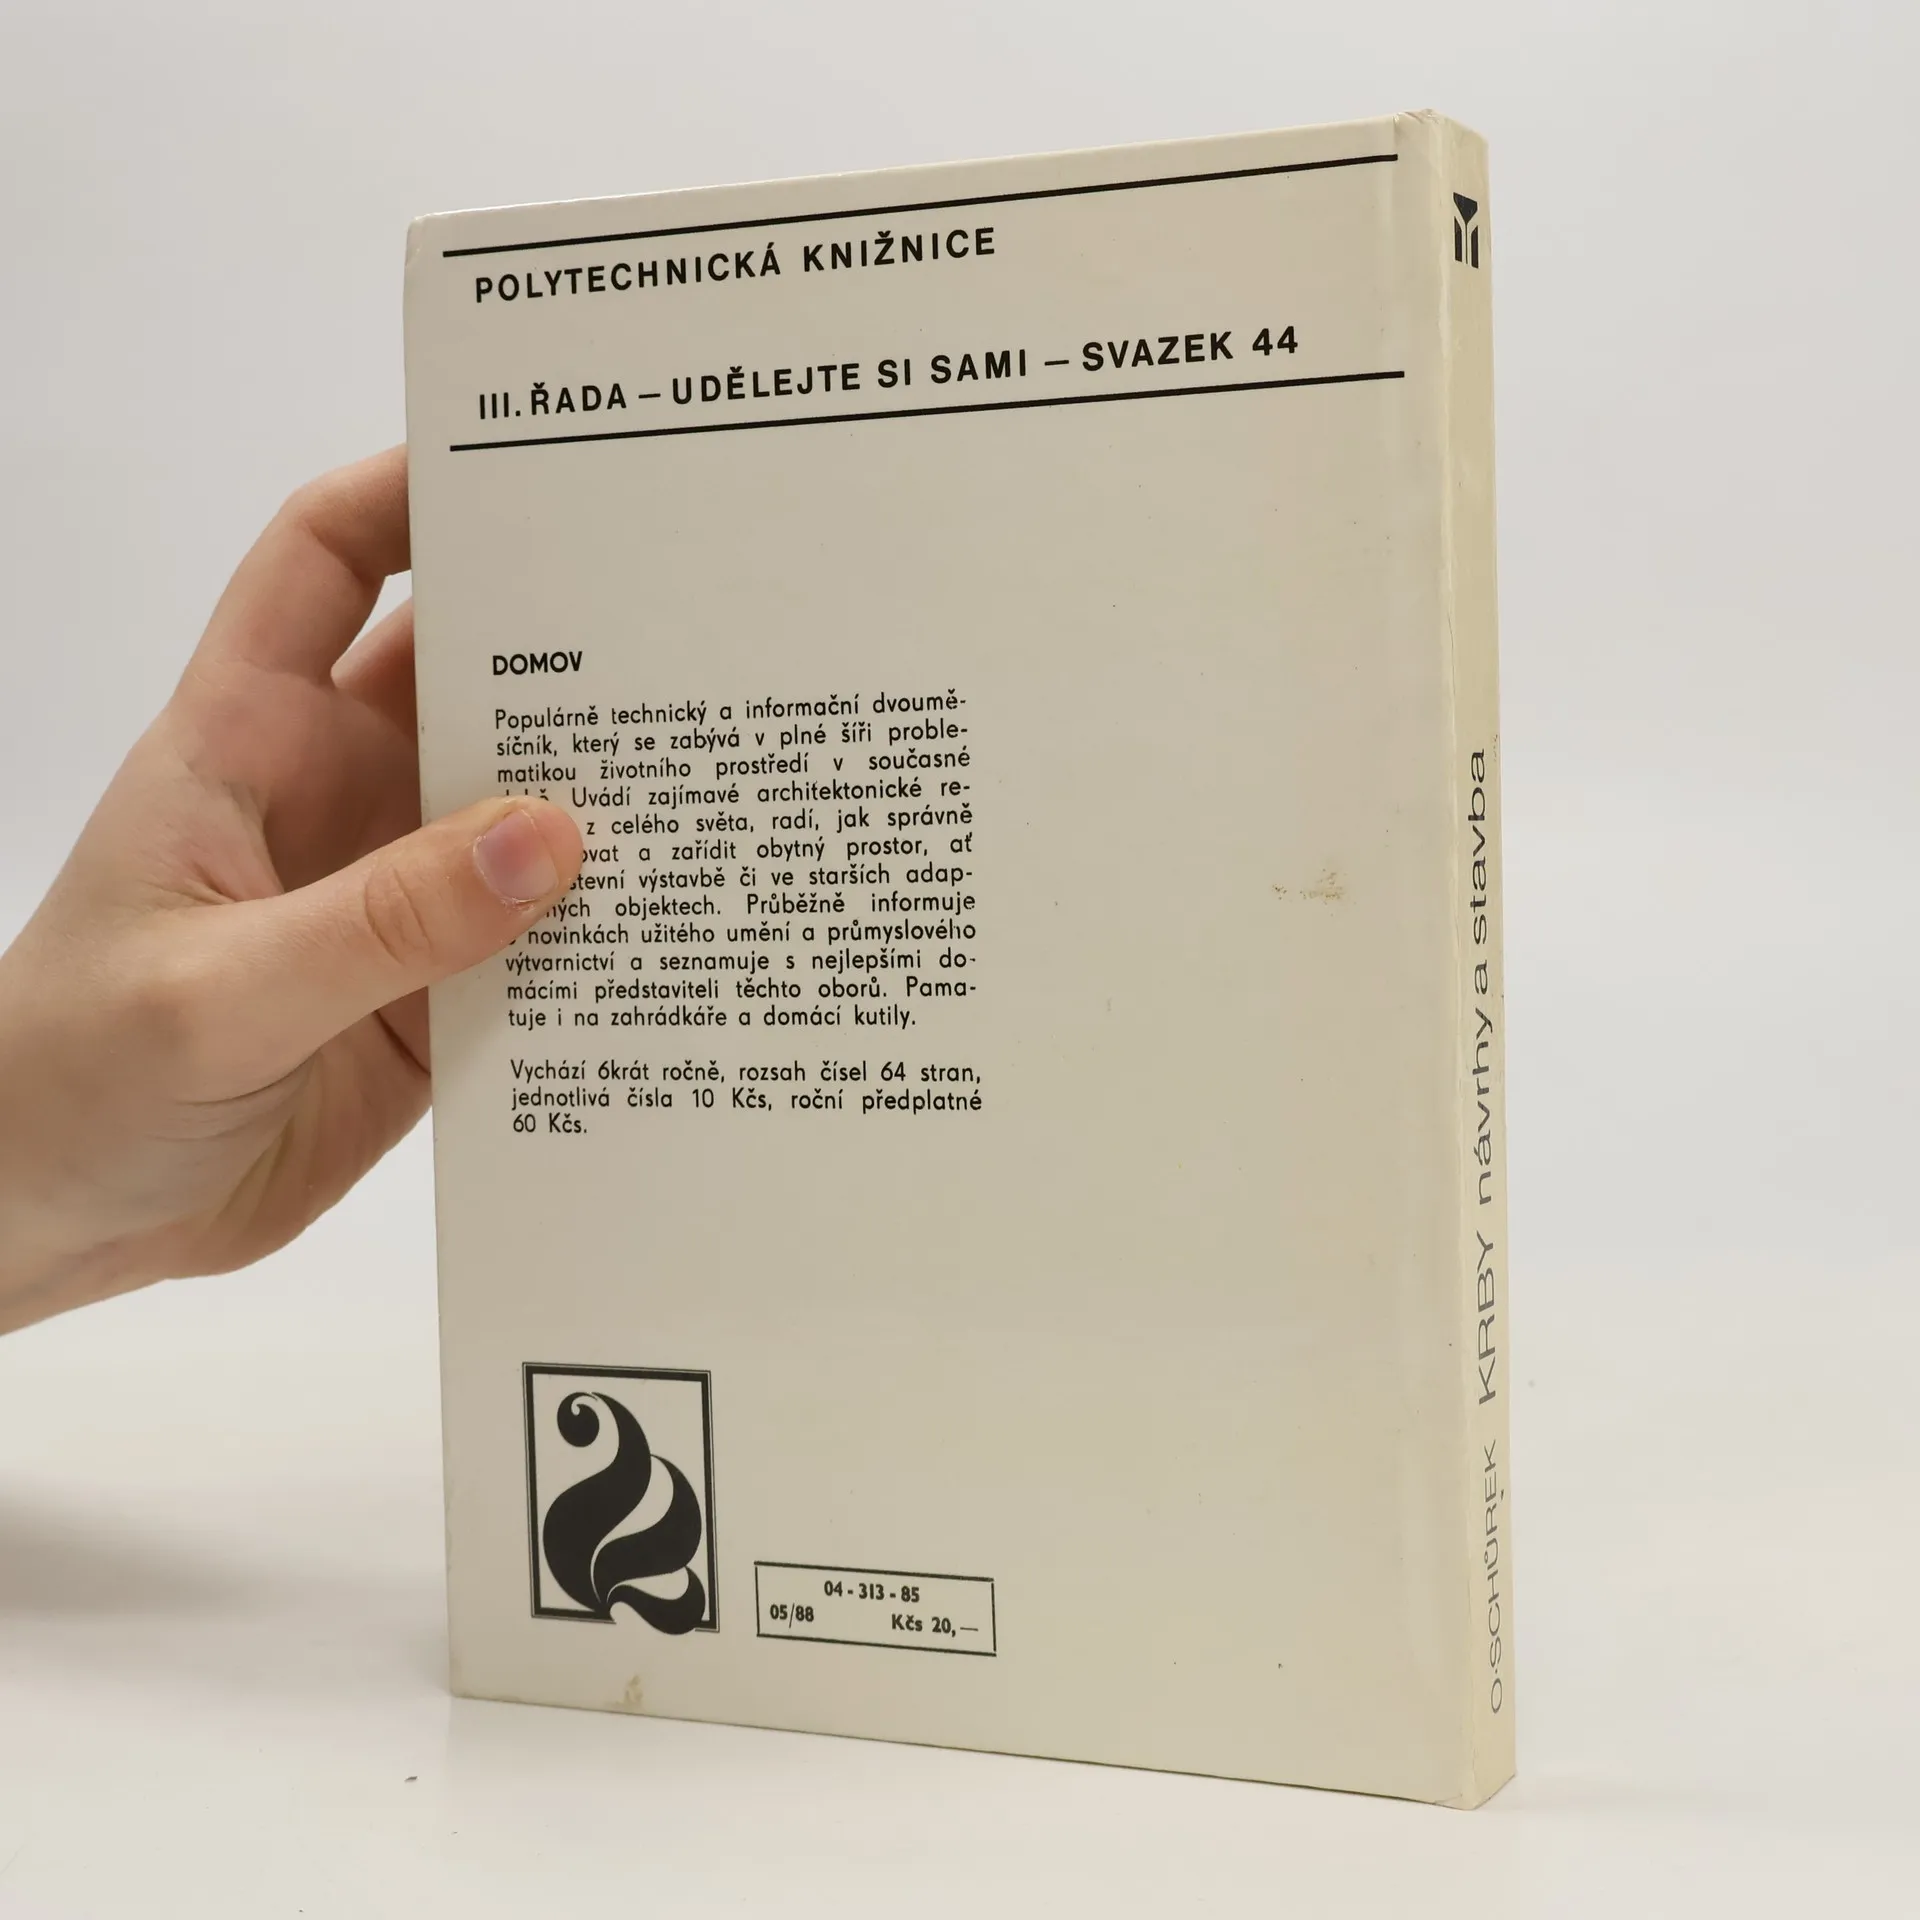 POLYTECHNICKÁ KNIŽNICE
III. ŘADA – UDĚLEJTE SI SAMI – SVAZEK 44
DOMOV
Populárně technický a informační dvoumě-
síčník, který se zabývá v plné šíři proble-
matikou životního prostředí v současné
Uvádí zajímavé architektonické re-
z celého světa, radí, jak správně
a zařídit obytný prostor, ať
výstavbě či ve starších adap-
objektech. Průběžně informuje
novinkách užitého umění a průmyslového
výtvarnictví a seznamuje s nejlepšími do-
mácími představiteli těchto oborů. Pama-
tuje i na zahrádkáře a domácí kutily.
Vychází 6krát ročně, rozsah čísel 64 stran,
jednotlivá čísla 10 Kčs, roční předplatné
60 Kčs.
04 - 313 - 85
05/88 Kčs 20,—
O·SCHŮREK KRBY návrhy a stavba